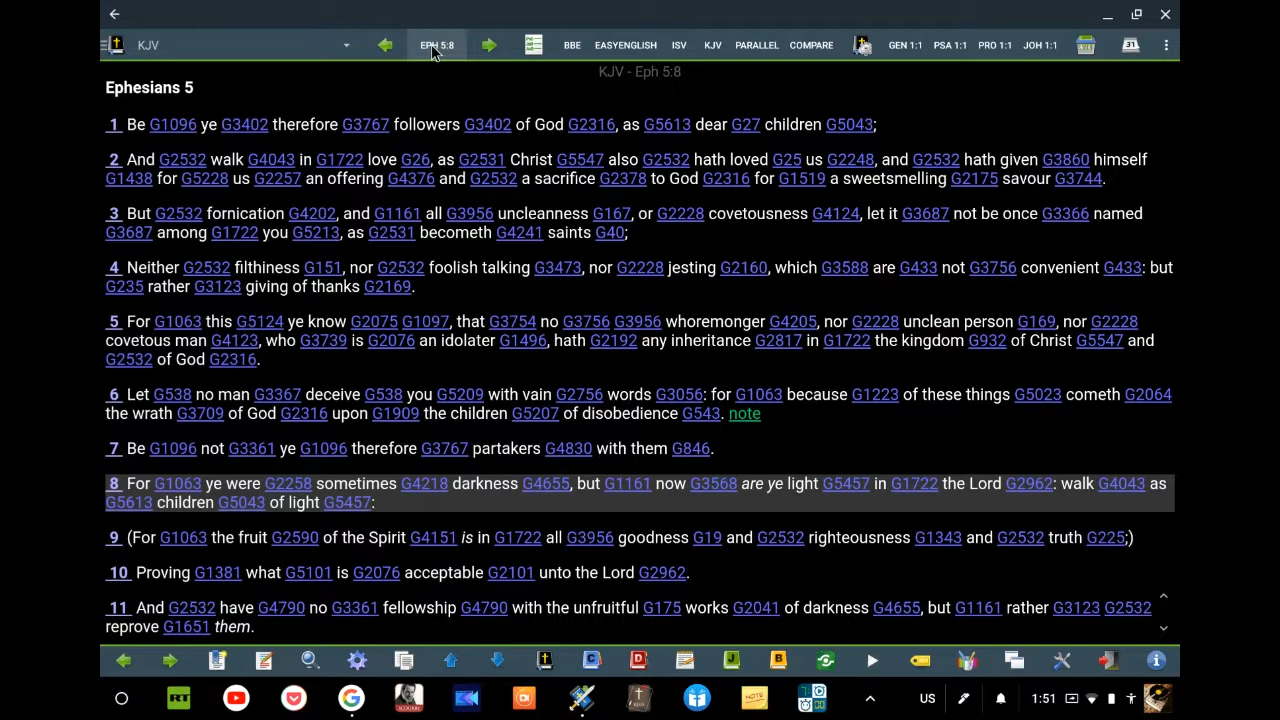 KJV
EPH 5:8
BBE EASYENGLISH ISV KJV PARALLEL COMPARE
GEN 1:1 PSA 1:1 PRO 1:1 JOH 1:1
31
KJV - Eph 5:8
Ephesians 5
1 Be G1096 ye G3402 therefore G3767 followers G3402 of God G2316, as G5613 dear G27 children G5043;
2 And G2532 walk G4043 in G1722 love G26, as G2531 Christ G5547 also G2532 hath loved G25 us G2248, and G2532 hath given G3860 himself
G1438 for G5228 us G2257 an offering G4376 and G2532 a sacrifice G2378 to God G2316 for G1519 a sweetsmelling G2175 savour G3744.
3 But G2532 fornication G4202, and G1161 all G3956 uncleanness G167, or G2228 covetousness G4124, let it G3687 not be once G3366 named
G3687 among G1722 you G5213, as G2531 becometh G4241 saints G40;
4 Neither G2532 filthiness G151, nor G2532 foolish talking G3473, nor G2228 jesting G2160, which G3588 are G433 not G3756 convenient G433: but
G235 rather G3123 giving of thanks G2169.
5 For G1063 this G5124 ye know G2075 G1097, that G3754 no G3756 G3956 whoremonger G4205, nor G2228 unclean person G169, nor G2228
covetous man G4123, who G3739 is G2076 an idolater G1496, hath G2192 any inheritance G2817 in G1722 the kingdom G932 of Christ G5547 and
G2532 of God G2316.
6 Let G538 no man G3367 deceive G538 you G5209 with vain G2756 words G3056: for G1063 because G1223 of these things G5023 cometh G2064
the wrath G3709 of God G2316 upon G1909 the children G5207 of disobedience G543. note
7 Be G1096 not G3361 ye G1096 therefore G3767 partakers G4830 with them G846.
8 For G1063 ye were G2258 sometimes G4218 darkness G4655, but G1161 now G3568 are ye light G5457 in G1722 the Lord G2962: walk G4043 as
G5613 children G5043 of light G5457:
9 (For G1063 the fruit G2590 of the Spirit G4151 is in G1722 all G3956 goodness G19 and G2532 righteousness G1343 and G2532 truth G225;)
10 Proving G1381 what G5101 is G2076 acceptable G2101 unto the Lord G2962.
11 And G2532 have G4790 no G3361 fellowship G4790 with the unfruitful G175 works G2041 of darkness G4655, but G1161 rather G3123 G2532
reprove G1651 them.
C D J B
RT
NOTE
US 1:51